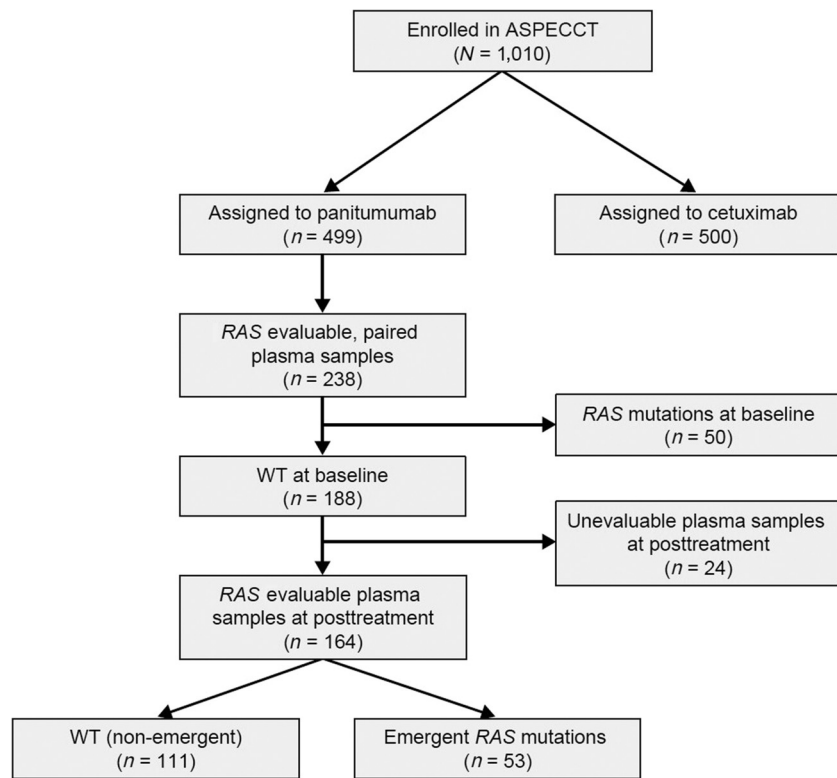 Enrolled in ASPECCT
(N = 1,010)
Assigned to panitumumab
(n = 499)
Assigned to cetuximab
(n = 500)
RAS evaluable, paired
plasma samples
(n = 238)
RAS mutations at baseline
(n = 50)
WT at baseline
(n = 188)
Unevaluable plasma samples
at posttreatment
(n = 24)
RAS evaluable plasma
samples at posttreatment
(n = 164)
WT (non-emergent)
(n = 111)
Emergent RAS mutations
(n = 53)